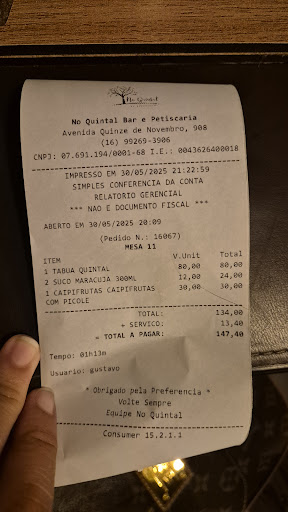 No Quintal
No Quintal Bar e Petiscaria
Avenida Quinze de Novembro, 908
(16) 99269-3906
CNPJ: 07.691.194/0001-68 I.E.: 0043626400018
IMPRESSO EM 30/05/2025 21:22:59
SIMPLES CONFERENCIA DA CONTA
RELATORIO GERENCIAL
*** NAO E DOCUMENTO FISCAL ***
ABERTO EM 30/05/2025 20:09
(Pedido N.: 16067)
MESA 11
ITEM V.Unit Total
1 TABUA QUINTAL 80,00 80,00
2 SUCO MARACUJA 300ML 12,00 24,00
1 CAIPIFRUTAS CAIPIFRUTAS 30,00 30,00
COM PICOLE
TOTAL: 134,00
+ SERVICO: 13,40
= TOTAL A PAGAR: 147,40
Tempo: 01h13m
Usuario: gustavo
* Obrigado pela Preferencia *
Volte Sempre
Equipe No Quintal
Consumer 15.2.1.1